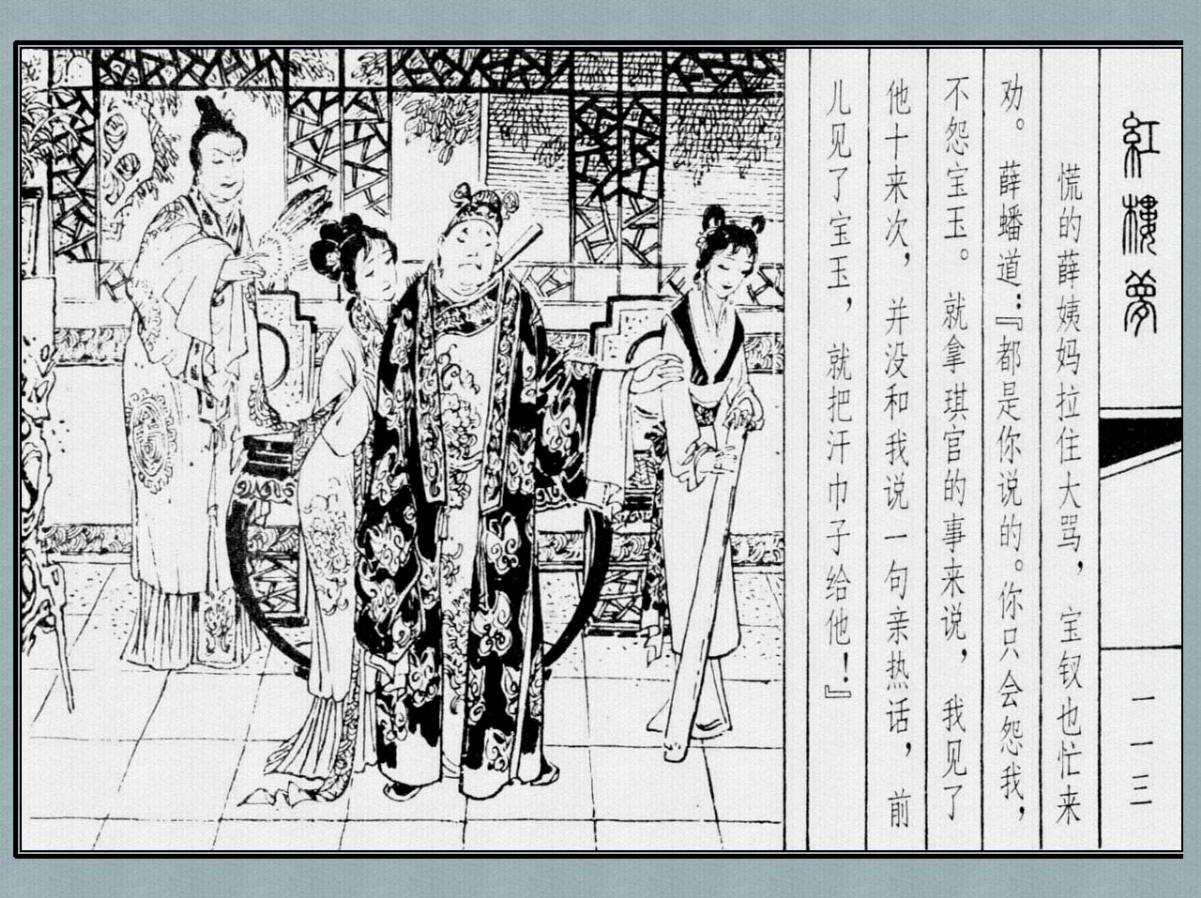 紅樓夢
一一三
慌的薛姨妈拉住大骂，宝钗也忙来
劝。薛蟠道：『都是你说的。你只会怨我，
不怨宝玉。就拿琪官的事来说，我见了
他十来次，并没和我说一句亲热话，前
儿见了宝玉，就把汗巾子给他！』